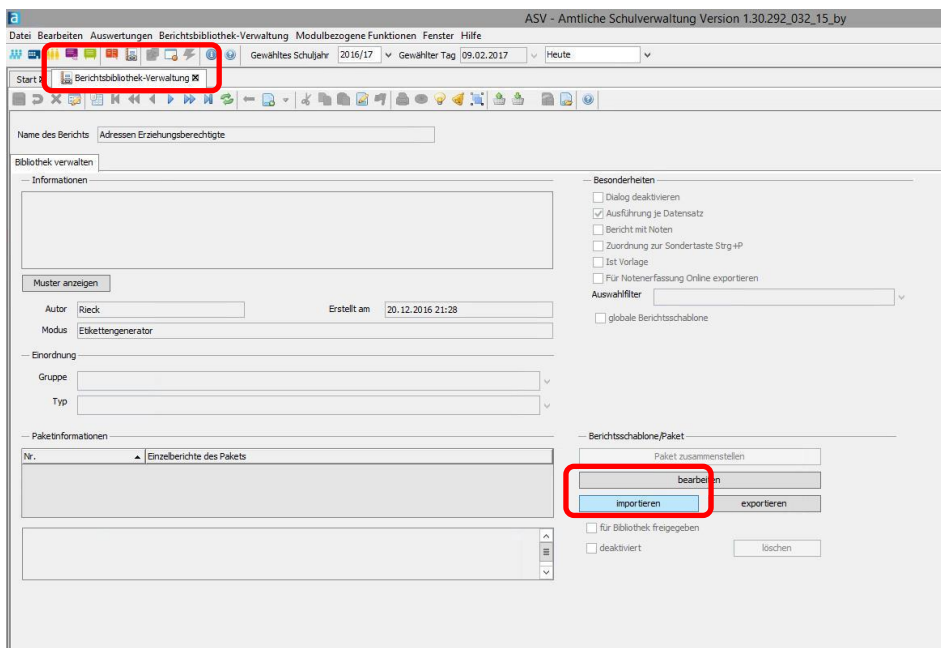 ASV - Amtliche Schulverwaltung Version 1.30.292_032_15_by
Datei Bearbeiten Auswertungen Berichtsbibliothek-Verwaltung Modulbezogene Funktionen Fenster Hilfe
Gewähltes Schuljahr 2016/17 Gewählter Tag 09.02.2017 Heute
Start Berichtsbibliothek-Verwaltung
Name des Berichts Adressen Erziehungsberechtigte
Bibliothek verwalten
Informationen
Muster anzeigen
Autor Rieck Erstellt am 20.12.2016 21:28
Modus Etikettengenerator
Einordnung
Gruppe
Typ
Paketinformationen
Nr. Einzelberichte des Pakets
Besonderheiten
Dialog deaktivieren
Ausführung je Datensatz
Bericht mit Noten
Zuordnung zur Sondertaste Strg+P
Ist Vorlage
Für Notenerfassung Online exportieren
Auswahlfilter
globale Berichtsschablone
Berichtsschablone/Paket
Paket zusammenstellen
bearbeiten
importieren exportieren
für Bibliothek freigegeben
deaktiviert löschen